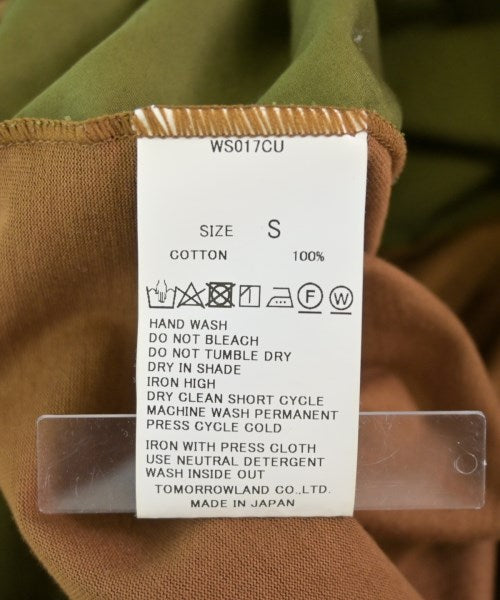 WS017CU
SIZE S
COTTON 100%
F W
HAND WASH
DO NOT BLEACH
DO NOT TUMBLE DRY
DRY IN SHADE
IRON HIGH
DRY CLEAN SHORT CYCLE
MACHINE WASH PERMANENT
PRESS CYCLE COLD
IRON WITH PRESS CLOTH
USE NEUTRAL DETERGENT
WASH INSIDE OUT
TOMORROWLAND CO.,LTD.
MADE IN JAPAN